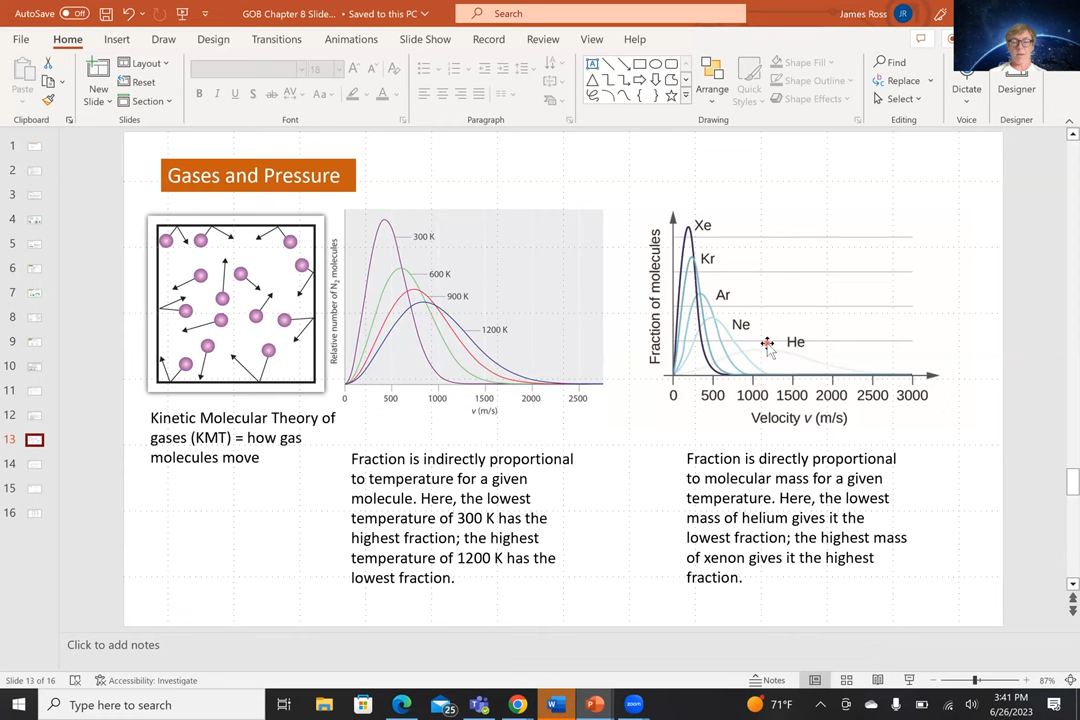 AutoSave Off GOB Chapter 8 Slide... • Saved to this PC Search James Ross JR
File Home Insert Draw Design Transitions Animations Slide Show Record Review View Help
Paste
New Slide
Layout
Reset
Section
18
B I U S ab AV Aa A
Arrange
Quick Styles
Shape Fill
Shape Outline
Shape Effects
Find
Replace
Select
Dictate
Designer
Clipboard Slides Font Paragraph Drawing Editing Voice Designer
1
2
3
4
5
6
7
8
9
10
11
12
13
14
15
16
Gases and Pressure
Kinetic Molecular Theory of
gases (KMT) = how gas
molecules move
Relative number of N₂ molecules
300 K
600 K
900 K
1200 K
0 500 1000 1500 2000 2500
v (m/s)
Fraction is indirectly proportional
to temperature for a given
molecule. Here, the lowest
temperature of 300 K has the
highest fraction; the highest
temperature of 1200 K has the
lowest fraction.
Fraction of molecules
Xe
Kr
Ar
Ne
He
0 500 1000 1500 2000 2500 3000
Velocity v (m/s)
Fraction is directly proportional
to molecular mass for a given
temperature. Here, the lowest
mass of helium gives it the
lowest fraction; the highest mass
of xenon gives it the highest
fraction.
Click to add notes
Slide 13 of 16 Accessibility: Investigate Notes 87%
Type here to search 25 zoom 71°F 3:41 PM
6/26/2023